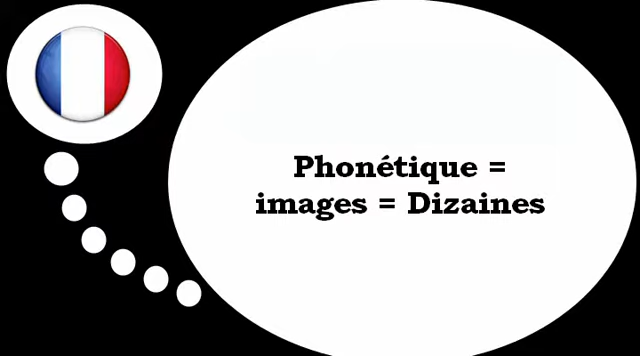 Phonétique =
images = Dizaines